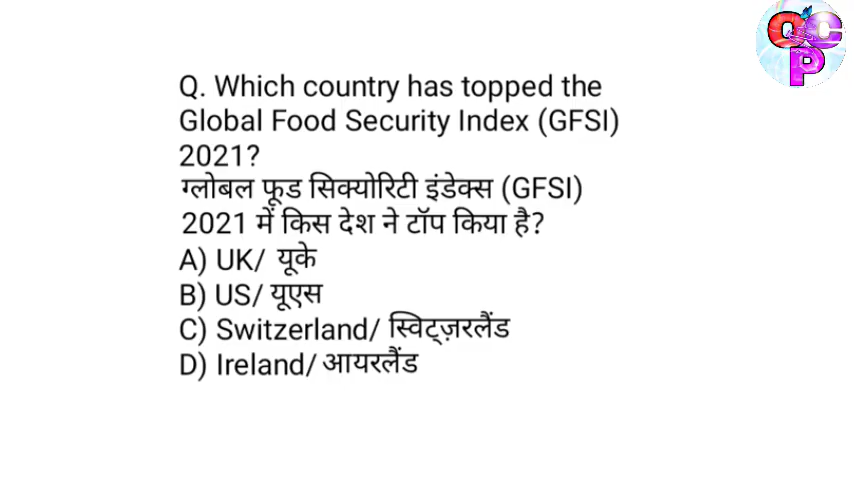 QCP
Q. Which country has topped the
Global Food Security Index (GFSI)
2021?
ग्लोबल फूड सिक्योरिटी इंडेक्स (GFSI)
2021 में किस देश ने टॉप किया है?
A) UK/ यूके
B) US/ यूएस
C) Switzerland/ स्विट्ज़रलैंड
D) Ireland/ आयरलैंड